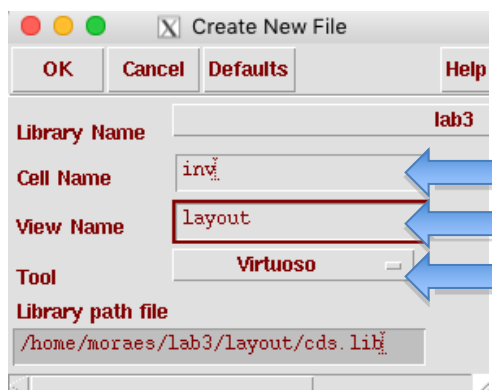 Create New File
OK Cancel Defaults Help
Library Name lab3
Cell Name inv
View Name layout
Tool Virtuoso
Library path file
/home/moraes/lab3/layout/cds.lib